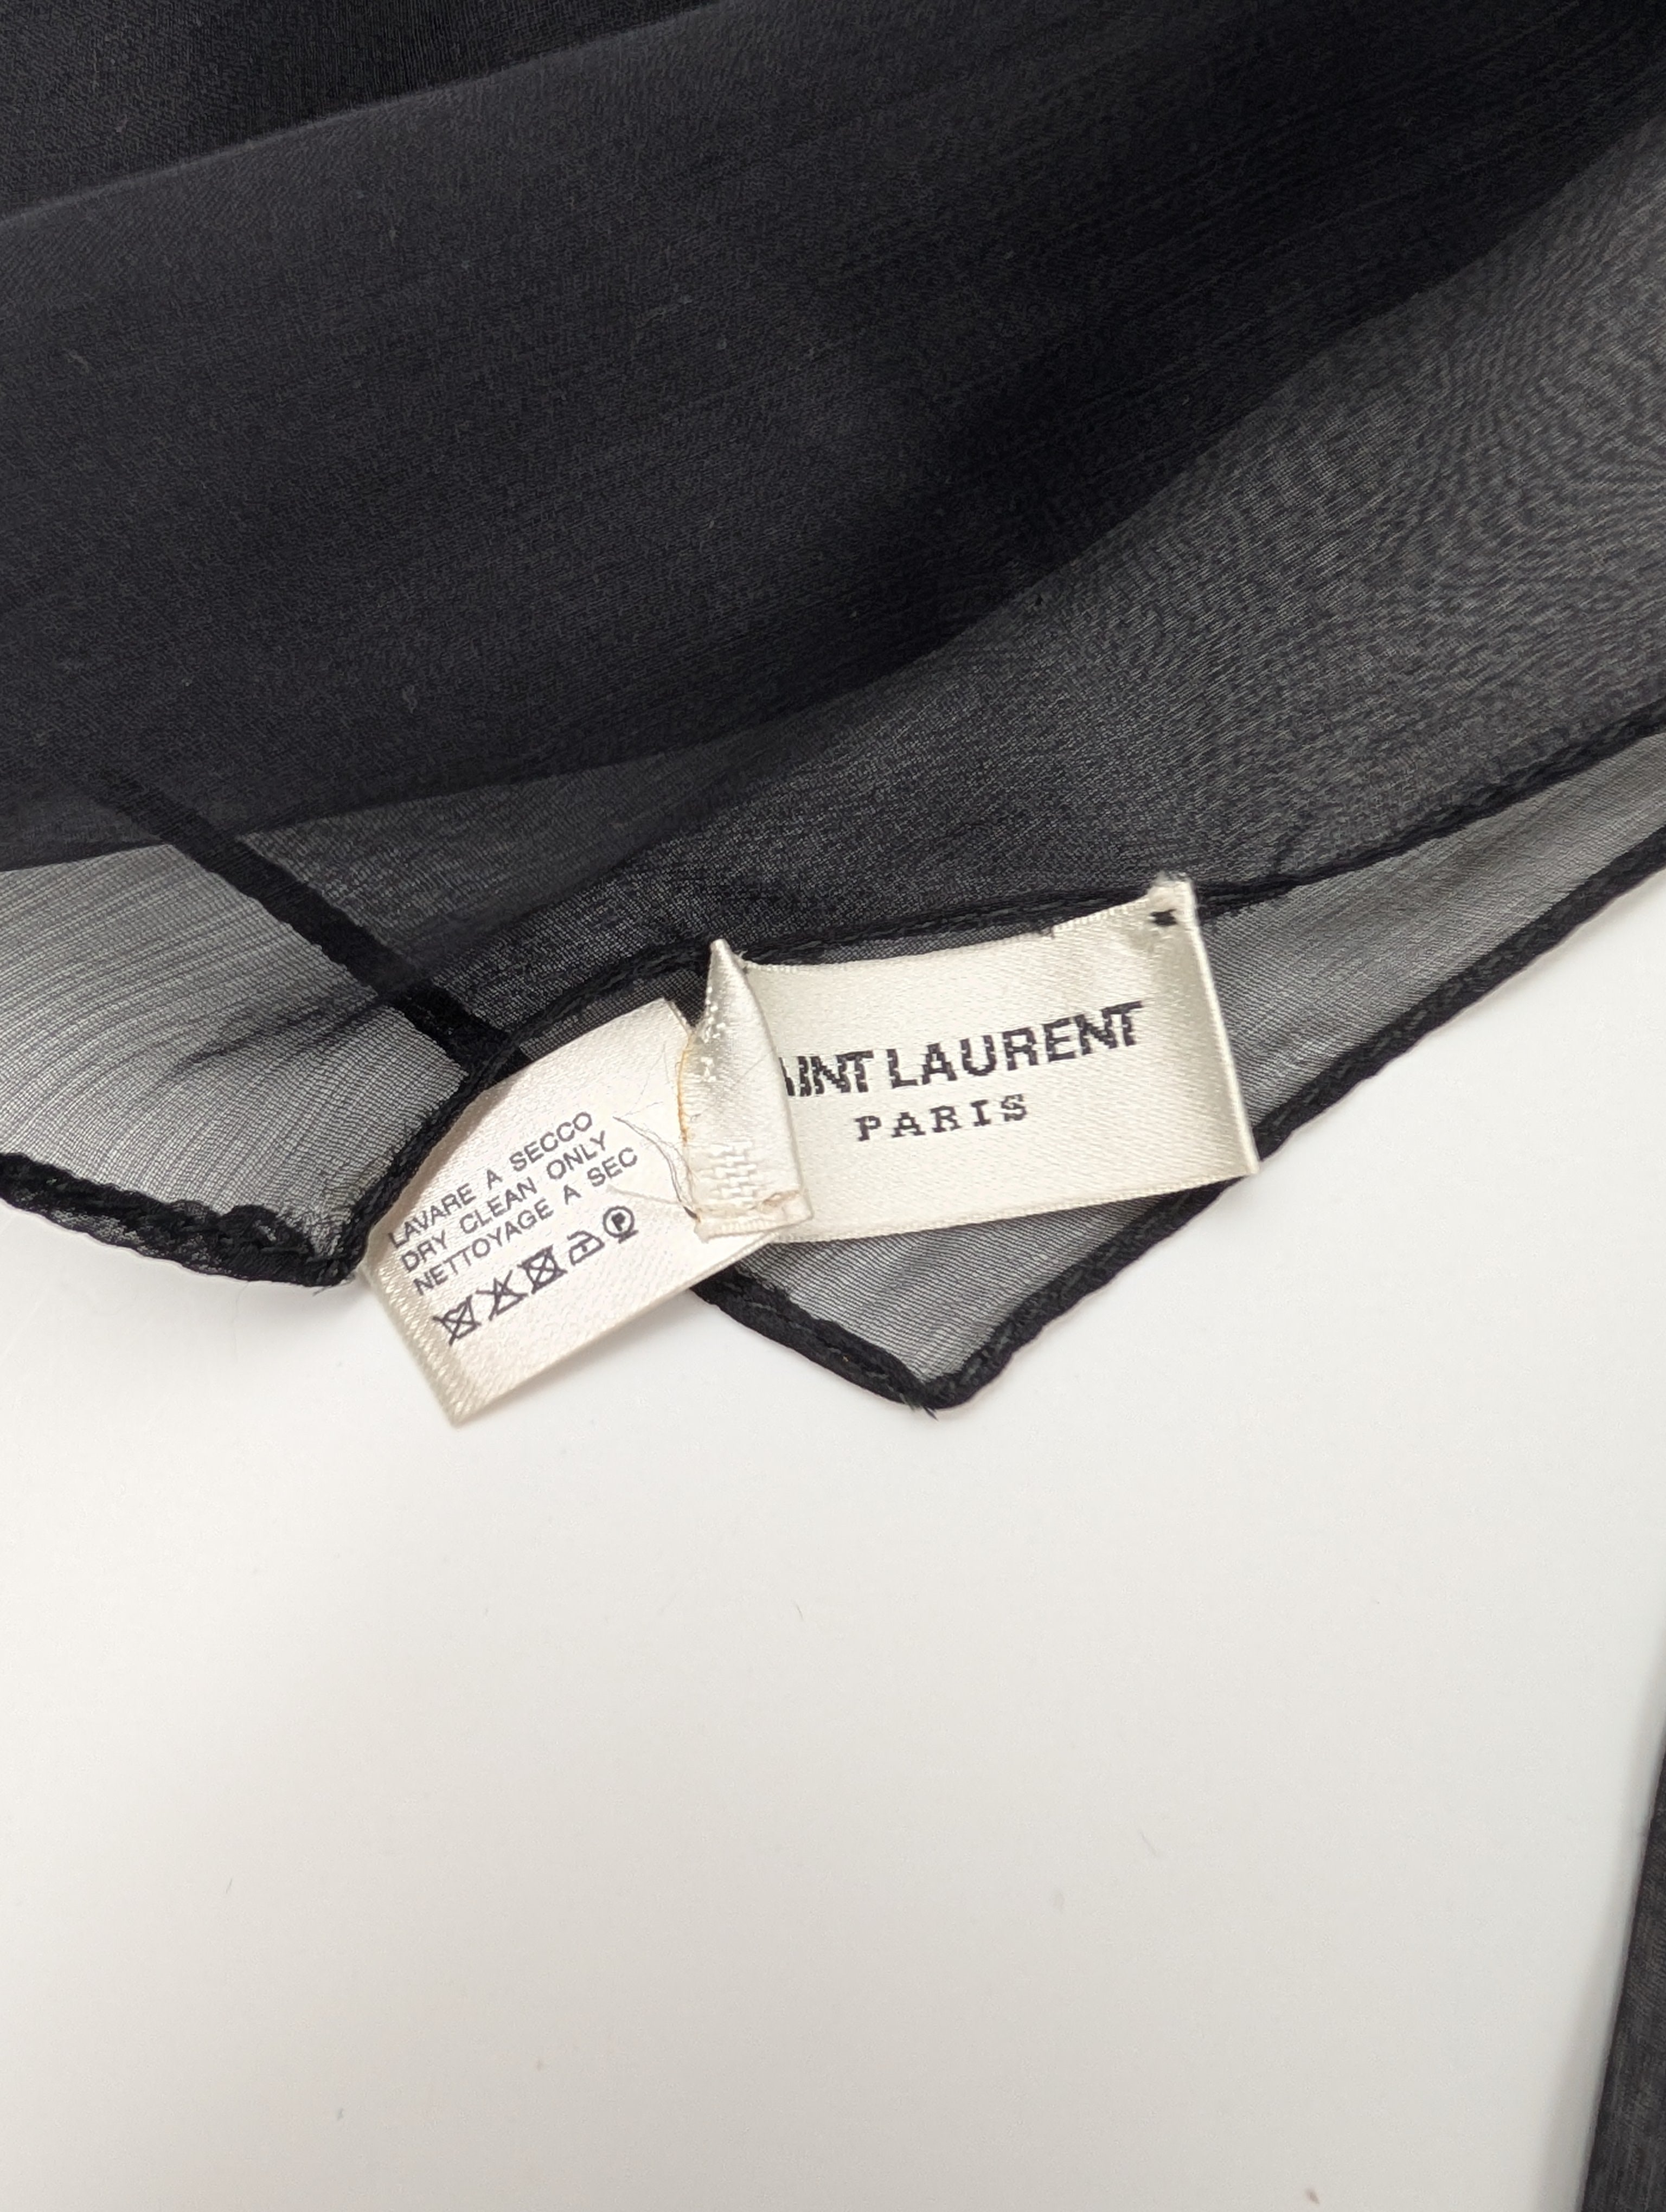 LAVARE A SECCO
DRY CLEAN ONLY
NETTOYAGE A SEC
P
AINT LAURENT
PARIS